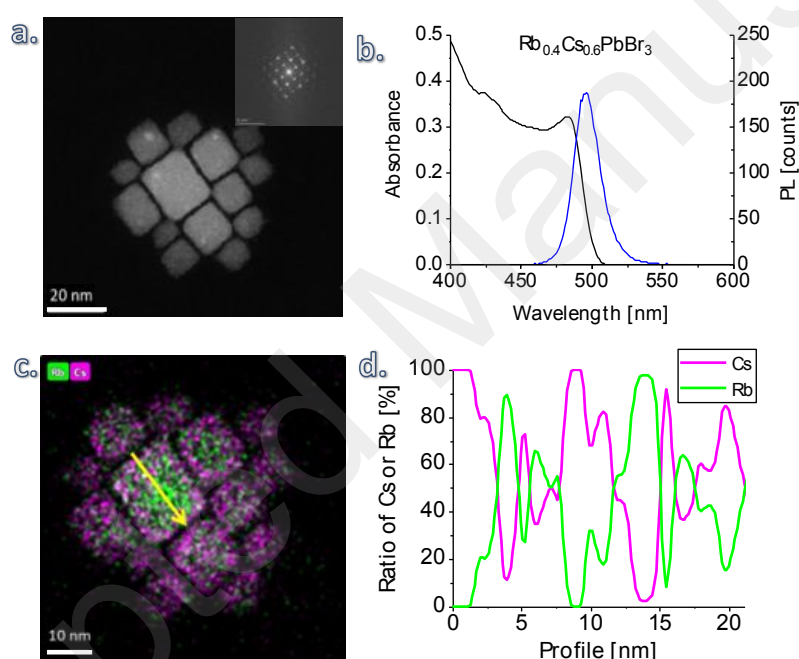 a.
20 nm
b.
Rb0.4Cs0.6PbBr3
0.5
0.4
0.3
0.2
0.1
0.0
Absorbance
250
200
150
100
50
0
PL [counts]
400 450 500 550 600
Wavelength [nm]
c.
Rb Cs
10 nm
d.
Cs
Rb
100
80
60
40
20
0
Ratio of Cs or Rb [%]
0 5 10 15 20
Profile [nm]